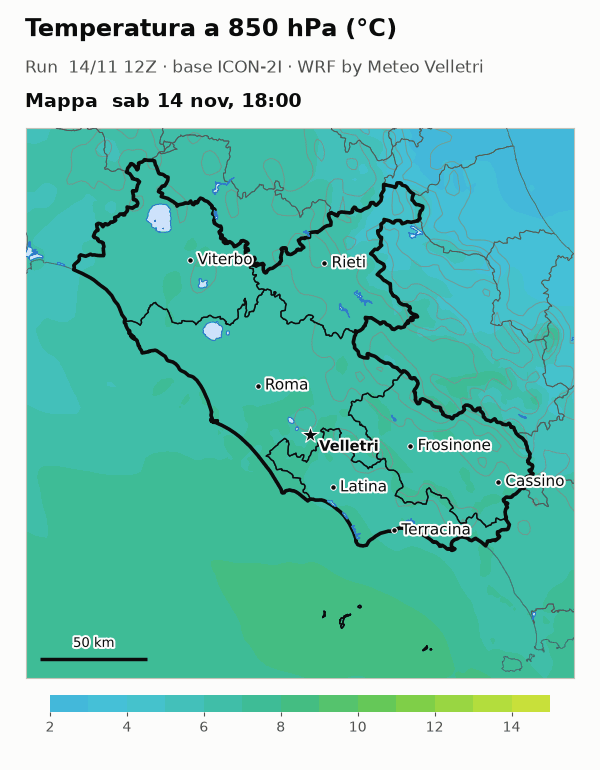 Temperatura a 850 hPa (°C)
Run  14/11 12Z · base ICON-2I · WRF by Meteo Velletri
Mappa  sab 14 nov, 18:00
Viterbo
Rieti
Roma
Velletri
Frosinone
Latina
Cassino
Terracina
50 km
2 4 6 8 10 12 14